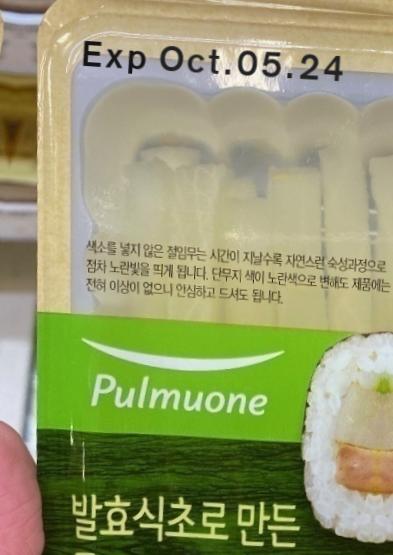 Exp Oct.05.24
색소를 넣지 않은 절임무는 시간이 지날수록 자연스런 숙성과정으로
점차 노란빛을 띄게 됩니다. 단무지 색이 노란색으로 변해도 제품에는
전혀 이상이 없으니 안심하고 드셔도 됩니다.
Pulmuone
발효식초로 만든